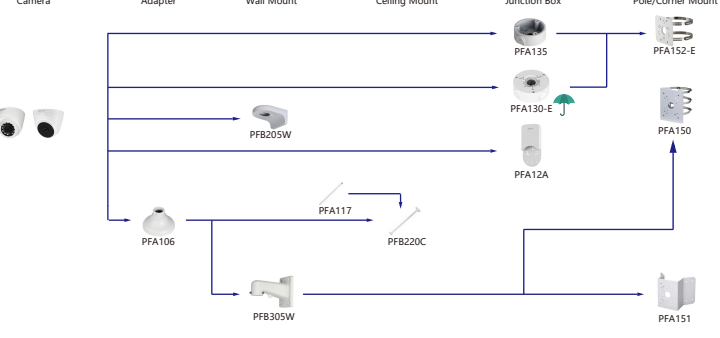 Camera Adapter Wall Mount Ceiling Mount Junction Box Pole/Corner Mount
PFA135
PFA152-E
PFA130-E
PFA150
PFB205W
PFA12A
PFA117
PFA106
PFB220C
PFB305W
PFA151